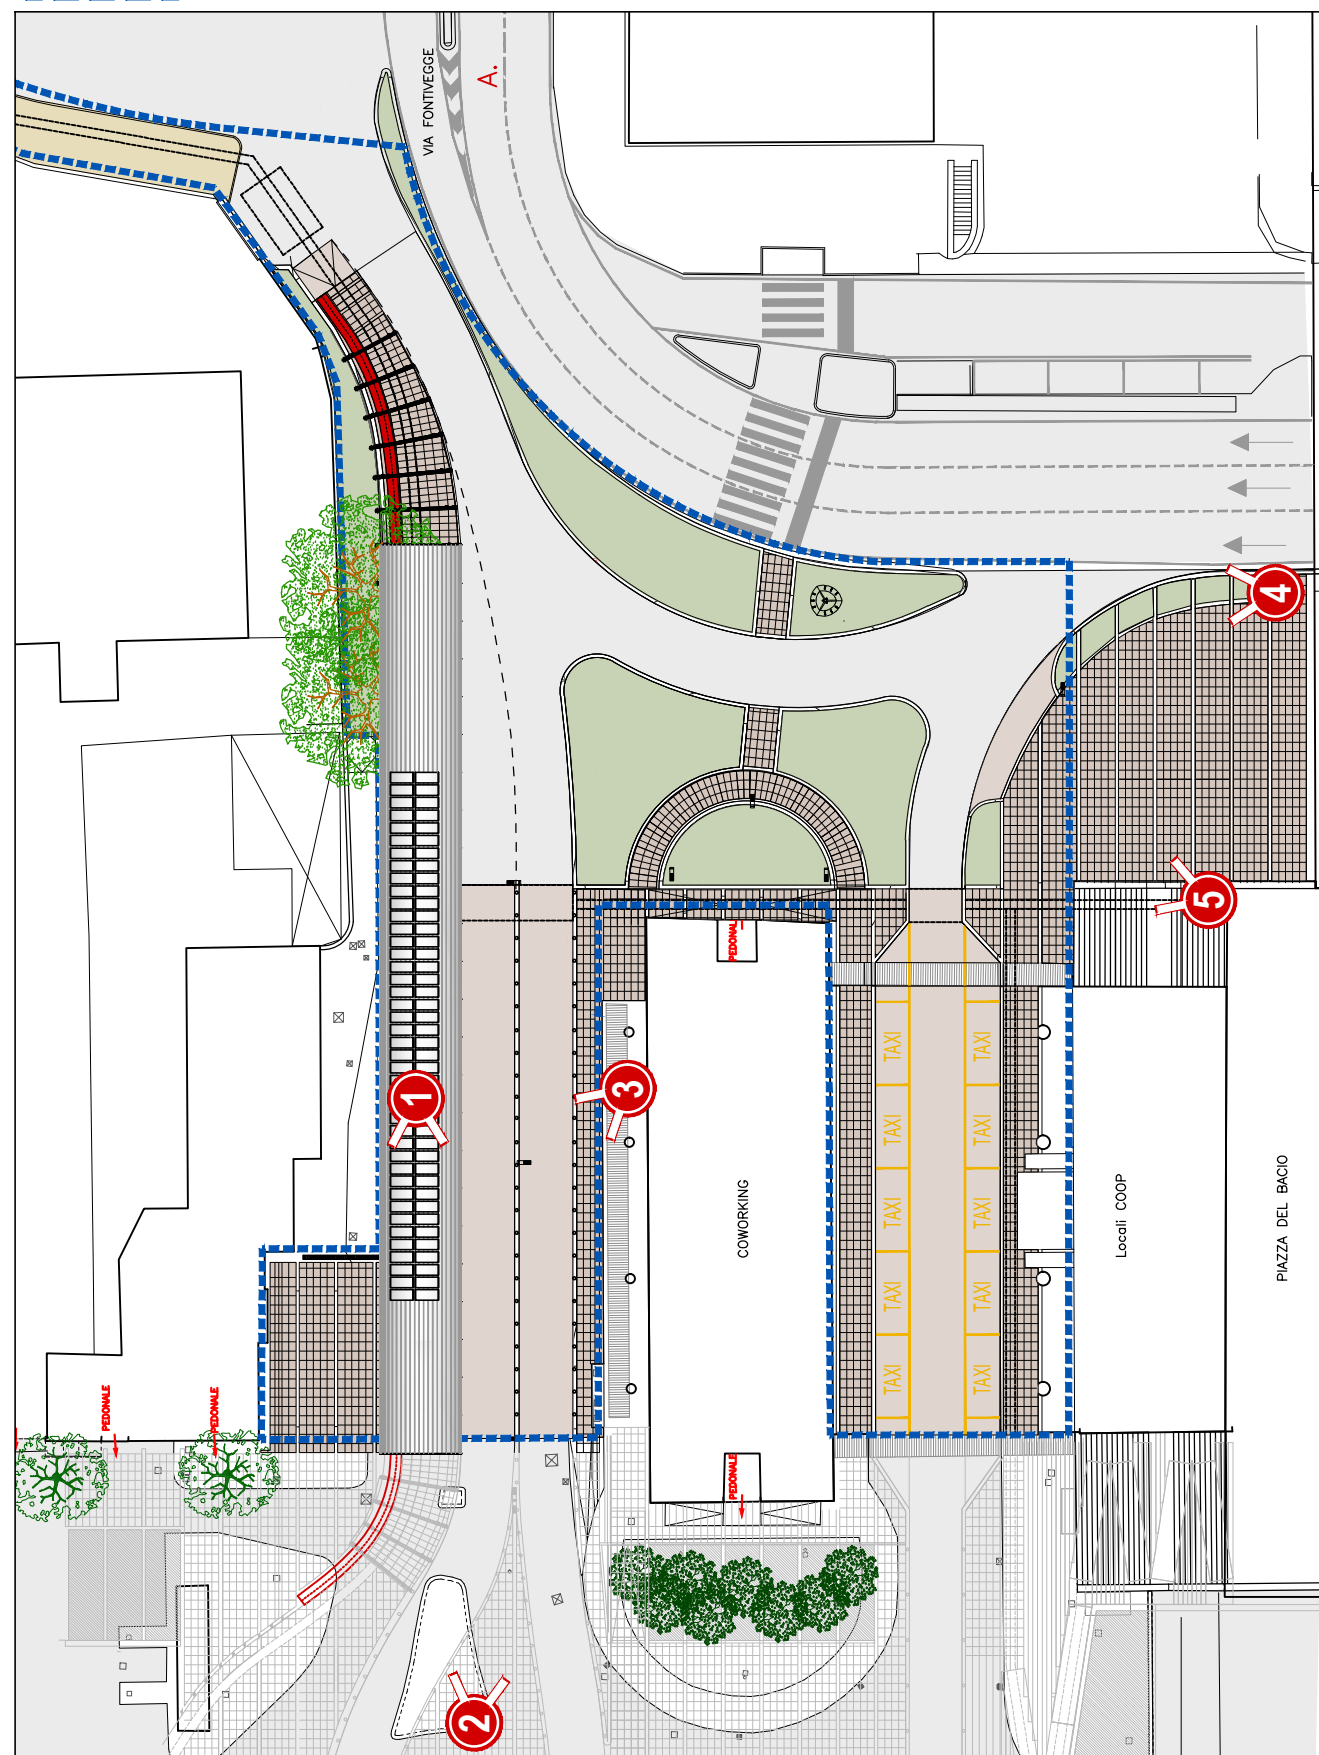 VIA FONTIVEGGE
A.
4
5
PEDONALE
TAXI
TAXI
TAXI
TAXI
TAXI
TAXI
TAXI
TAXI
TAXI
TAXI
1
3
COWORKING
Locali COOP
PIAZZA DEL BACIO
PEDONALE
PEDONALE
PEDONALE
2